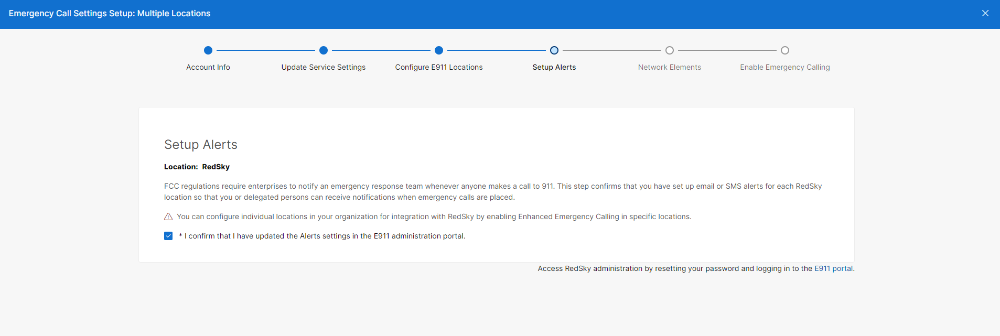 Emergency Call Settings Setup: Multiple Locations
Account Info
Update Service Settings
Configure E911 Locations
Setup Alerts
Network Elements
Enable Emergency Calling
Setup Alerts
Location: RedSky
FCC regulations require enterprises to notify an emergency response team whenever anyone makes a call to 911. This step confirms that you have set up email or SMS alerts for each RedSky
location so that you or delegated persons can receive notifications when emergency calls are placed.
You can configure individual locations in your organization for integration with RedSky by enabling Enhanced Emergency Calling in specific locations.
* I confirm that I have updated the Alerts settings in the E911 administration portal.
Access RedSky administration by resetting your password and logging in to the E911 portal.